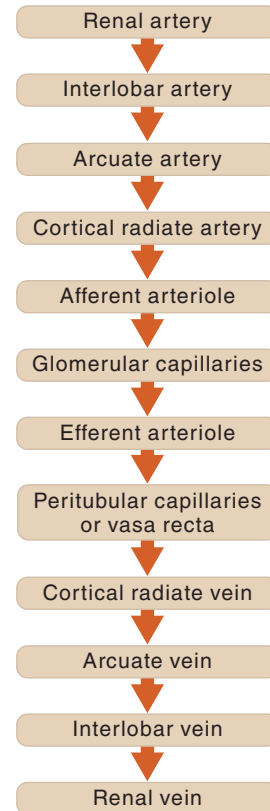 Renal artery
Interlobar artery
Arcuate artery
Cortical radiate artery
Afferent arteriole
Glomerular capillaries
Efferent arteriole
Peritubular capillaries
or vasa recta
Cortical radiate vein
Arcuate vein
Interlobar vein
Renal vein